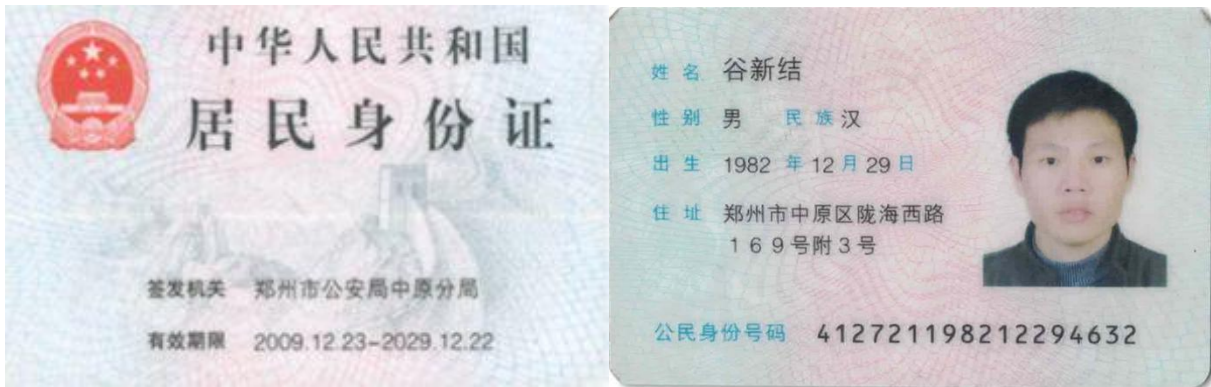 中华人民共和国
居民身份证
签发机关 郑州市公安局中原分局
有效期限 2009.12.23-2029.12.22
姓名 谷新结
性别 男 民族 汉
出生 1982 年 12 月 29 日
住址 郑州市中原区陇海西路
169号附3号
公民身份号码 412721198212294632